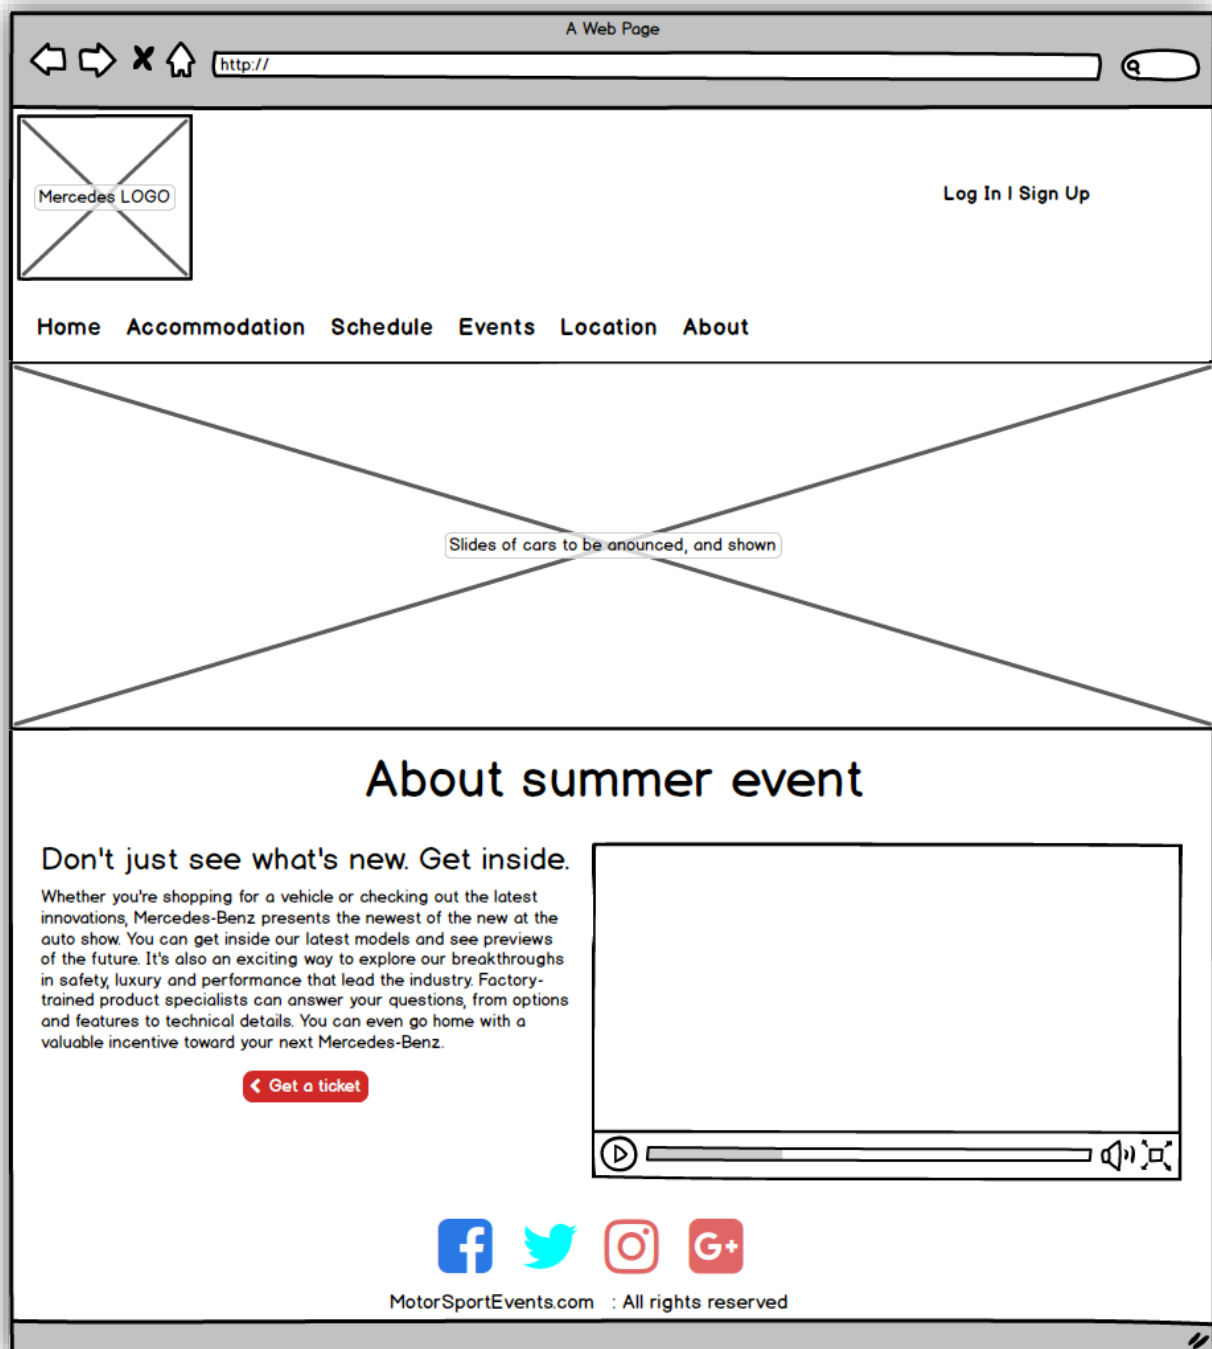 A Web Page
http://
Mercedes LOGO
Log In | Sign Up
Home Accommodation Schedule Events Location About
Slides of cars to be anounced, and shown
About summer event
Don't just see what's new. Get inside.
Whether you're shopping for a vehicle or checking out the latest
innovations, Mercedes-Benz presents the newest of the new at the
auto show. You can get inside our latest models and see previews
of the future. It's also an exciting way to explore our breakthroughs
in safety, luxury and performance that lead the industry. Factory-
trained product specialists can answer your questions, from options
and features to technical details. You can even go home with a
valuable incentive toward your next Mercedes-Benz.
Get a ticket
G+
MotorSportEvents.com : All rights reserved